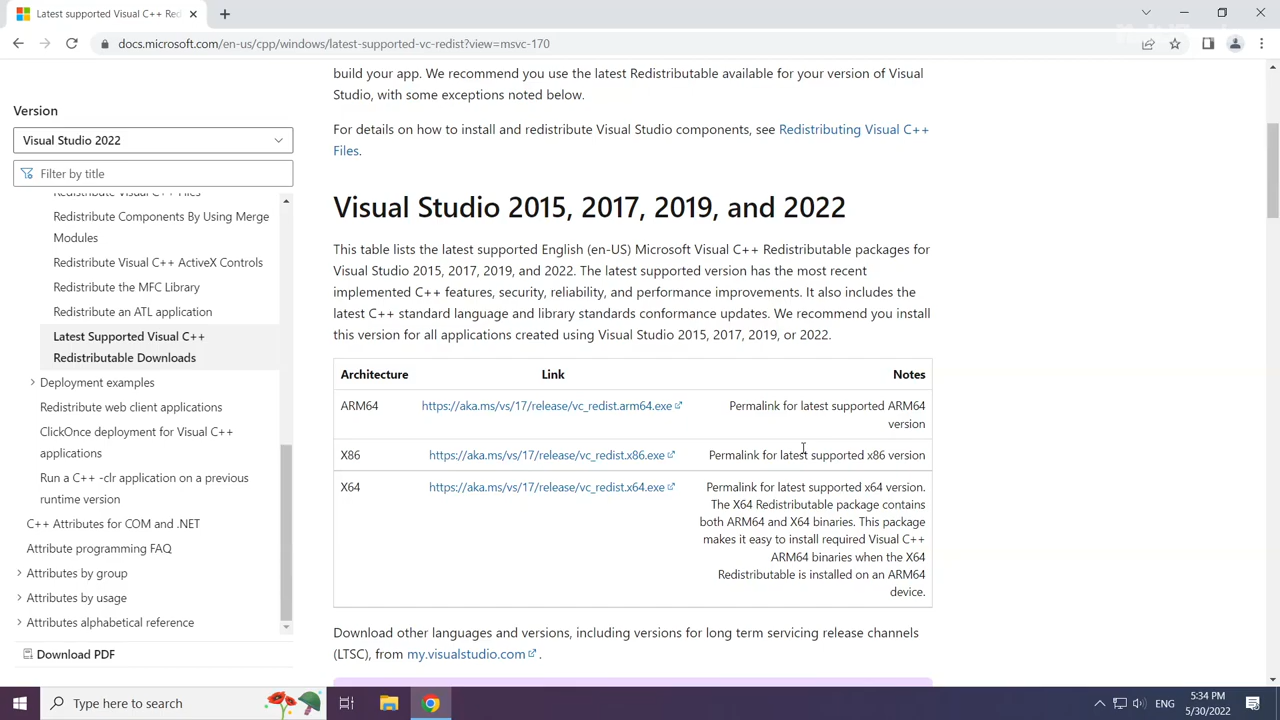 Latest supported Visual C++ Red
docs.microsoft.com/en-us/cpp/windows/latest-supported-vc-redist?view=msvc-170
Version
Visual Studio 2022
Filter by title
Redistribute Visual C++ Files
Redistribute Components By Using Merge
Modules
Redistribute Visual C++ ActiveX Controls
Redistribute the MFC Library
Redistribute an ATL application
Latest Supported Visual C++
Redistributable Downloads
Deployment examples
Redistribute web client applications
ClickOnce deployment for Visual C++
applications
Run a C++ -clr application on a previous
runtime version
C++ Attributes for COM and .NET
Attribute programming FAQ
Attributes by group
Attributes by usage
Attributes alphabetical reference
Download PDF
build your app. We recommend you use the latest Redistributable available for your version of Visual
Studio, with some exceptions noted below.
For details on how to install and redistribute Visual Studio components, see Redistributing Visual C++
Files.
Visual Studio 2015, 2017, 2019, and 2022
This table lists the latest supported English (en-US) Microsoft Visual C++ Redistributable packages for
Visual Studio 2015, 2017, 2019, and 2022. The latest supported version has the most recent
implemented C++ features, security, reliability, and performance improvements. It also includes the
latest C++ standard language and library standards conformance updates. We recommend you install
this version for all applications created using Visual Studio 2015, 2017, 2019, or 2022.
Architecture Link Notes
ARM64 https://aka.ms/vs/17/release/vc_redist.arm64.exe Permalink for latest supported ARM64
version
X86 https://aka.ms/vs/17/release/vc_redist.x86.exe Permalink for latest supported x86 version
X64 https://aka.ms/vs/17/release/vc_redist.x64.exe Permalink for latest supported x64 version.
The X64 Redistributable package contains
both ARM64 and X64 binaries. This package
makes it easy to install required Visual C++
ARM64 binaries when the X64
Redistributable is installed on an ARM64
device.
Download other languages and versions, including versions for long term servicing release channels
(LTSC), from my.visualstudio.com .
Type here to search
ENG
5:34 PM
5/30/2022